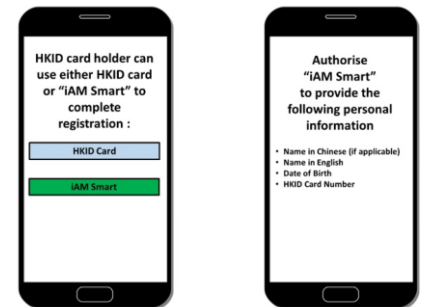 HKID card holder can
use either HKID card
or “iAM Smart” to
complete
registration :
HKID Card
iAM Smart
Authorise
“iAM Smart”
to provide the
following personal
information
• Name in Chinese (if applicable)
• Name in English
• Date of Birth
• HKID Card Number